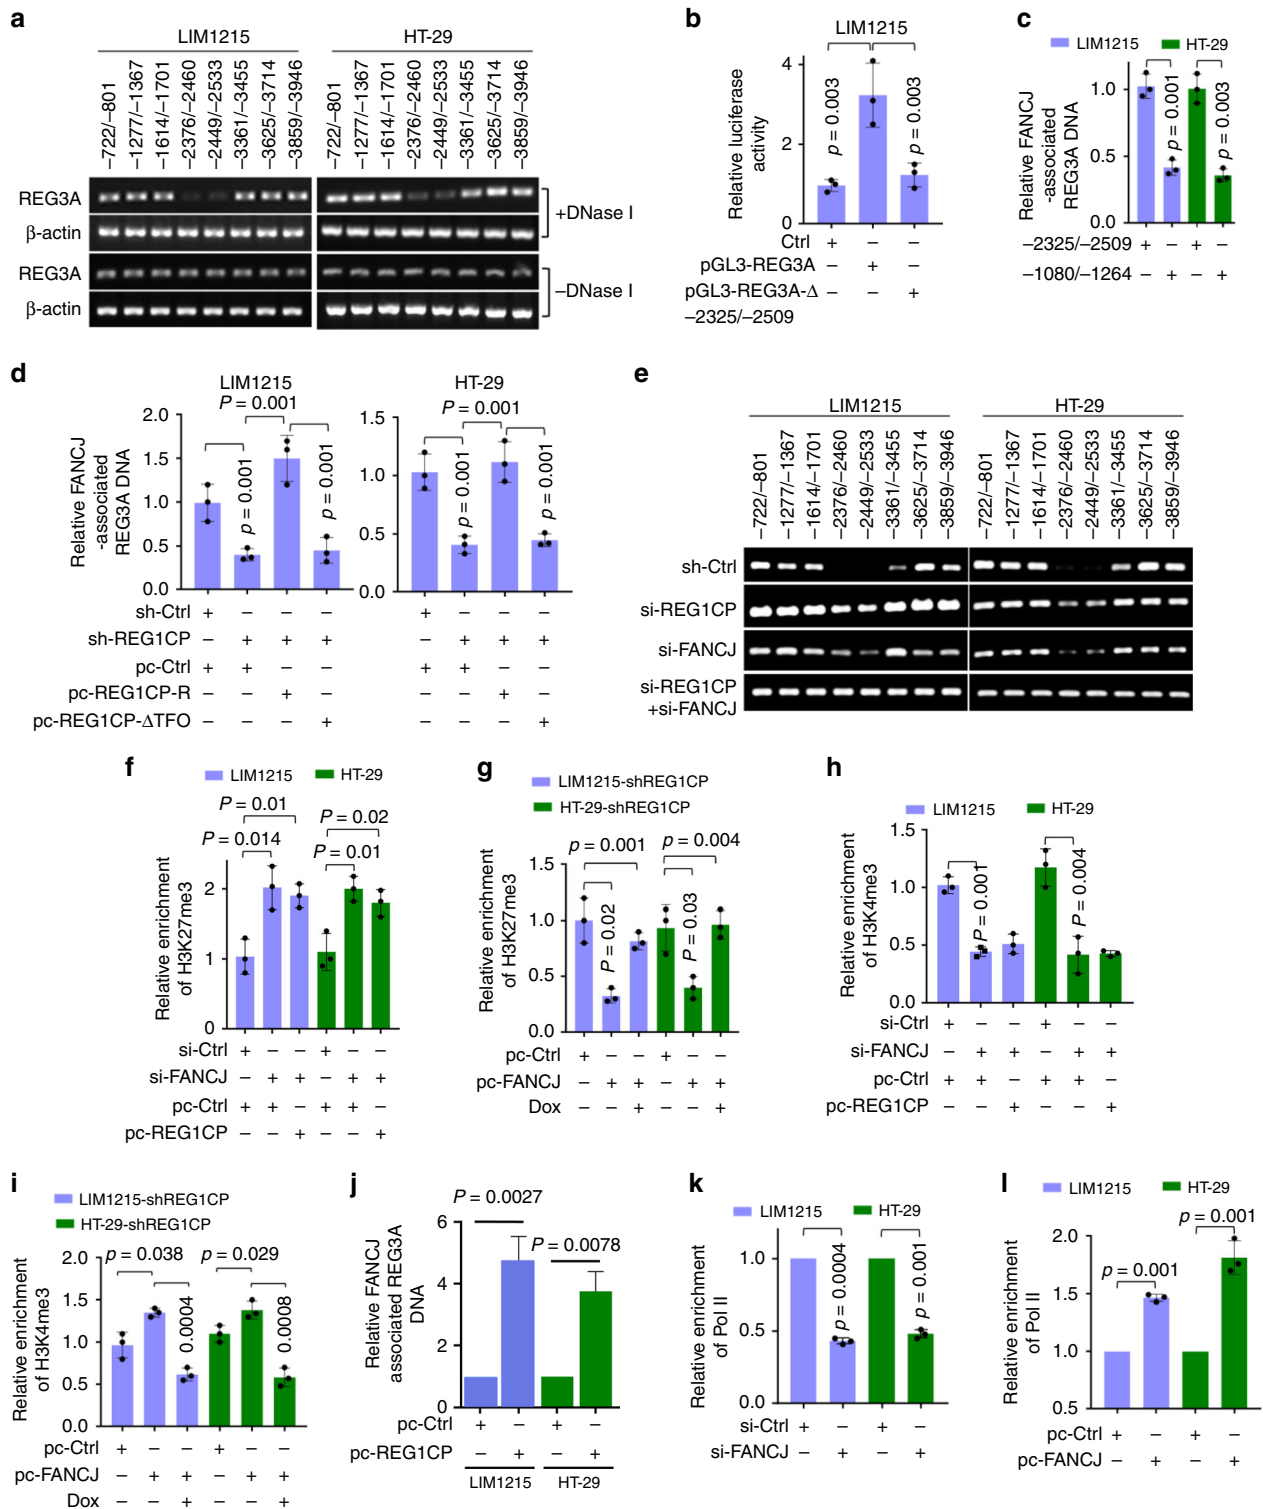 a
LIM1215 HT-29
–722/–801 –1277/–1367 –1614/–1701 –2376/–2460 –2449/–2533 –3361/–3455 –3625/–3714 –3859/–3946 –722/–801 –1277/–1367 –1614/–1701 –2376/–2460 –2449/–2533 –3361/–3455 –3625/–3714 –3859/–3946
REG3A
β-actin
+DNase I
REG3A
β-actin
–DNase I
b
LIM1215
Relative luciferase
activity
4
2
0
p = 0.003 p = 0.003
Ctrl + – –
pGL3-REG3A – + –
pGL3-REG3A-Δ – – +
–2325/–2509
c
LIM1215 HT-29
Relative FANCJ
-associated
REG3A DNA
1.0
0.5
0.0
p = 0.001 p = 0.003
–2325/–2509 + – + –
-1080/–1264 – + – +
d
LIM1215 HT-29
Relative FANCJ
-associated
REG3A DNA
2.0
1.5
1.0
0.5
0.0
P = 0.001
p = 0.001 p = 0.001
1.5
1.0
0.5
0.0
P = 0.001
p = 0.001 p = 0.001
sh-Ctrl + – – – + – – –
sh-REG1CP – + + + – + + +
pc-Ctrl + + – – + + – –
pc-REG1CP-R – – + – – – + –
pc-REG1CP-ΔTFO – – – + – – – +
e
LIM1215 HT-29
–722/–801 –1277/–1367 –1614/–1701 –2376/–2460 –2449/–2533 –3361/–3455 –3625/–3714 –3859/–3946 –722/–801 –1277/–1367 –1614/–1701 –2376/–2460 –2449/–2533 –3361/–3455 –3625/–3714 –3859/–3946
sh-Ctrl
si-REG1CP
si-FANCJ
si-REG1CP
+si-FANCJ
f
LIM1215 HT-29
Relative enrichment
of H3K27me3
2
1
0
P = 0.01
P = 0.014
P = 0.02
P = 0.01
si-Ctrl + – – + – –
si-FANCJ – + + – + +
pc-Ctrl + + – + + –
pc-REG1CP – – + – – +
g
LIM1215-shREG1CP
HT-29-shREG1CP
Relative enrichment
of H3K27me3
1.5
1.0
0.5
0.0
p = 0.001 p = 0.004
P = 0.02 P = 0.03
pc-Ctrl + – – + – –
pc-FANCJ – + + – + +
Dox – – + – – +
h
LIM1215 HT-29
Relative enrichment
of H3K4me3
1.5
1.0
0.5
0.0
P = 0.001 P = 0.004
si-Ctrl + – – + – –
si-FANCJ – + + – + +
pc-Ctrl + + – + + –
pc-REG1CP – – + – – +
i
LIM1215-shREG1CP
HT-29-shREG1CP
Relative enrichment
of H3K4me3
2.0
1.5
1.0
0.5
0.0
p = 0.038 p = 0.029
0.0004 0.0008
pc-Ctrl + – – + – –
pc-FANCJ – + + – + +
Dox – – + – – +
j
Relative FANCJ
associated REG3A
DNA
P = 0.0027
P = 0.0078
6
4
2
0
pc-Ctrl + – + –
pc-REG1CP – + – +
LIM1215 HT-29
k
LIM1215 HT-29
Relative enrichment
of Pol II
1.0
0.5
0.0
p = 0.0004 p = 0.001
si-Ctrl + – + –
si-FANCJ – + – +
l
LIM1215 HT-29
Relative enrichment
of Pol II
2.0
1.5
1.0
0.5
p = 0.001 p = 0.001
pc-Ctrl + – + –
pc-FANCJ – + – +